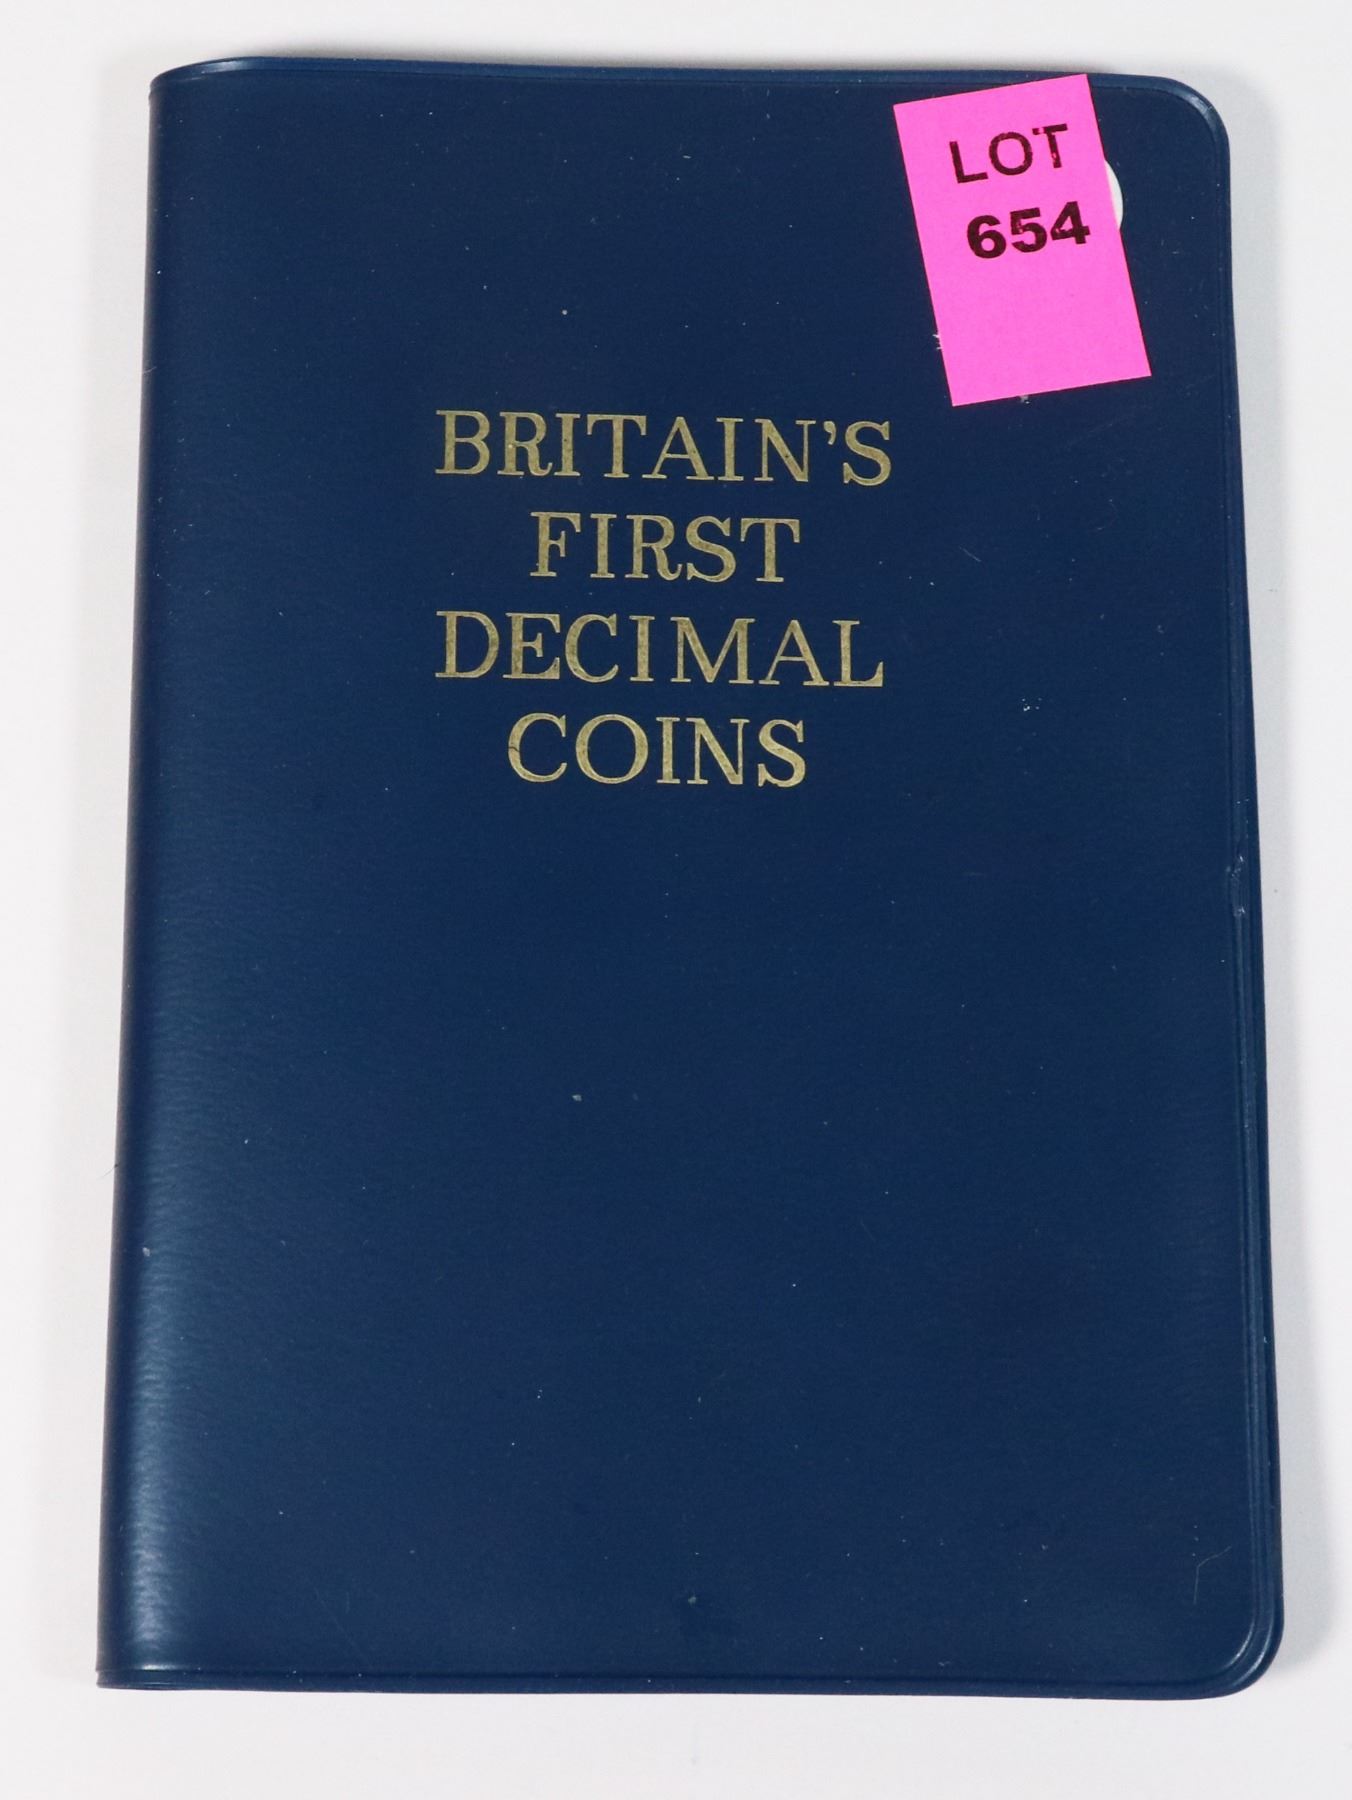 LOT
654
BRITAIN'S
FIRST
DECIMAL
COINS